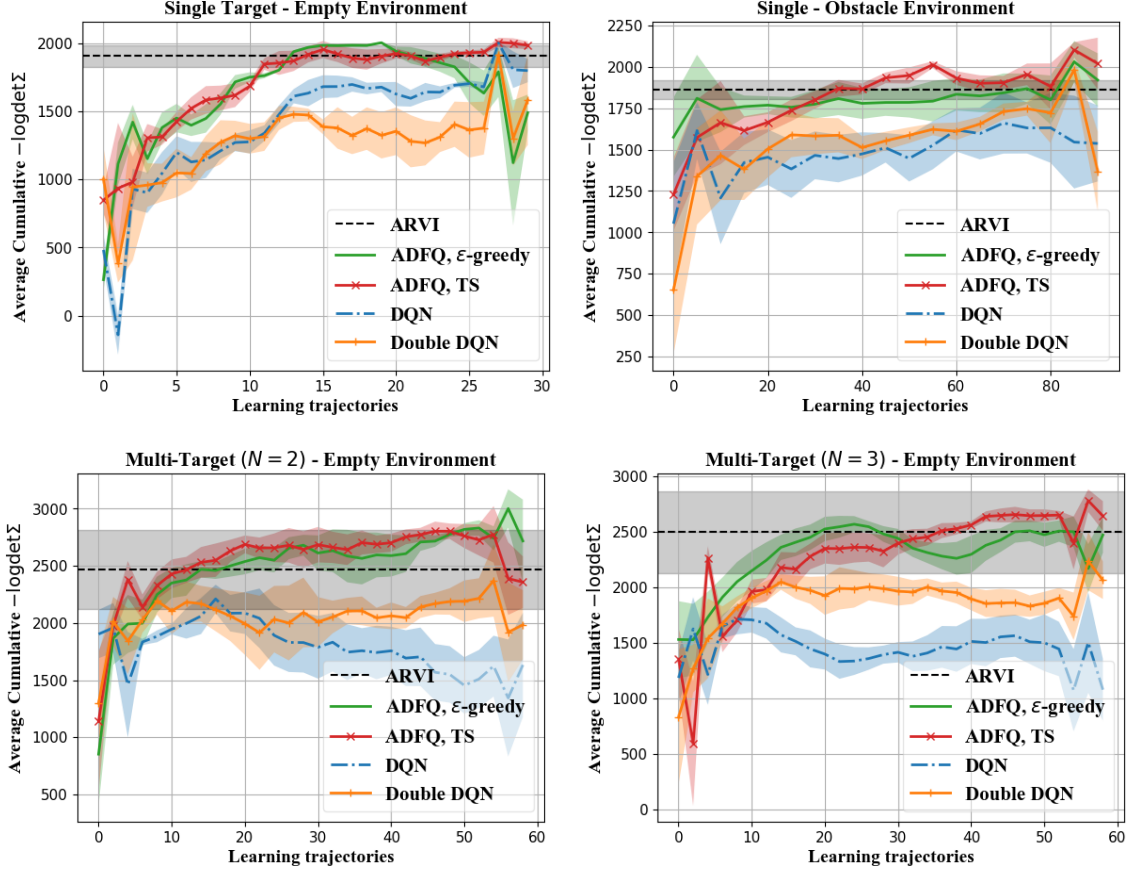 Single Target - Empty Environment
Average Cumulative −logdetΣ
2000
1500
1000
500
0
ARVI
ADFQ, ε-greedy
ADFQ, TS
DQN
Double DQN
0 5 10 15 20 25 30
Learning trajectories
Single - Obstacle Environment
Average Cumulative −logdetΣ
2250
2000
1750
1500
1250
1000
750
500
250
ARVI
ADFQ, ε-greedy
ADFQ, TS
DQN
Double DQN
0 20 40 60 80
Learning trajectories
Multi-Target (N = 2) - Empty Environment
Average Cumulative −logdetΣ
3000
2500
2000
1500
1000
500
ARVI
ADFQ, ε-greedy
ADFQ, TS
DQN
Double DQN
0 10 20 30 40 50 60
Learning trajectories
Multi-Target (N = 3) - Empty Environment
Average Cumulative −logdetΣ
3000
2500
2000
1500
1000
500
0
ARVI
ADFQ, ε-greedy
ADFQ, TS
DQN
Double DQN
0 10 20 30 40 50 60
Learning trajectories